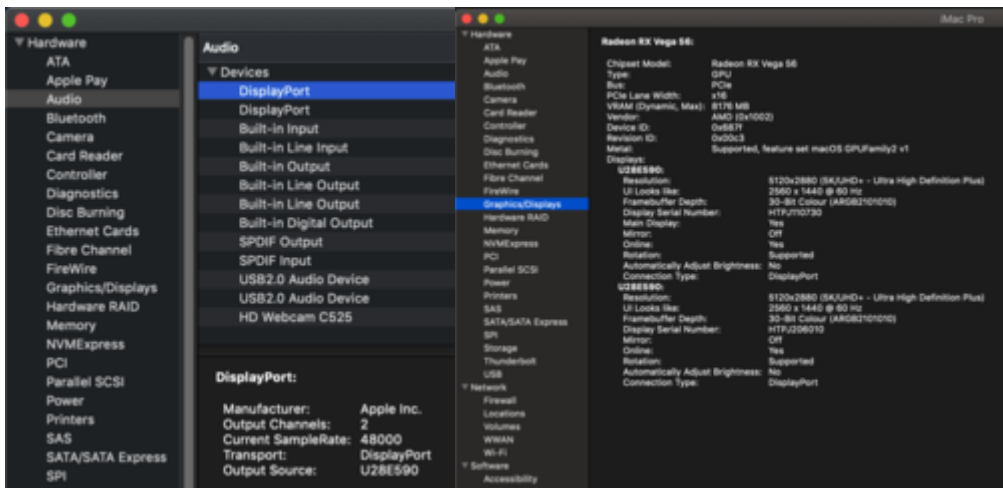 Hardware
ATA
Apple Pay
Audio
Bluetooth
Camera
Card Reader
Controller
Diagnostics
Disc Burning
Ethernet Cards
Fibre Channel
FireWire
Graphics/Displays
Hardware RAID
Memory
NVMExpress
PCI
Parallel SCSI
Power
Printers
SAS
SATA/SATA Express
SPI
Audio
Devices
DisplayPort
DisplayPort
Built-in Input
Built-in Line Input
Built-in Output
Built-in Line Output
Built-in Line Output
Built-in Digital Output
SPDIF Output
SPDIF Input
USB2.0 Audio Device
USB2.0 Audio Device
HD Webcam C525
DisplayPort:
Manufacturer: Apple Inc.
Output Channels: 2
Current SampleRate: 48000
Transport: DisplayPort
Output Source: U28E590
iMac Pro
Hardware
ATA
Apple Pay
Audio
Bluetooth
Camera
Card Reader
Controller
Diagnostics
Disc Burning
Ethernet Cards
Fibre Channel
FireWire
Graphics/Displays
Hardware RAID
Memory
NVMExpress
PCI
Parallel SCSI
Power
Printers
SAS
SATA/SATA Express
SPI
Storage
Thunderbolt
USB
Network
Firewall
Locations
Volumes
WWAN
Wi-Fi
Software
Accessibility
Radeon RX Vega 56:
Chipset Model: Radeon RX Vega 56
Type: GPU
Bus: PCIe
PCIe Lane Width: x16
VRAM (Dynamic, Max): 8176 MB
Vendor: AMD (0x1002)
Device ID: 0x687f
Revision ID: 0x00c3
Metal: Supported, feature set macOS GPUFamily2 v1
Displays:
U28E590:
Resolution: 5120x2880 (5K/UHD+ - Ultra High Definition Plus)
UI Looks like: 2560 x 1440 @ 60 Hz
Framebuffer Depth: 30-Bit Colour (ARGB2101010)
Display Serial Number: HTPJ110730
Main Display: Yes
Mirror: Off
Online: Yes
Rotation: Supported
Automatically Adjust Brightness: No
Connection Type: DisplayPort
U28E590:
Resolution: 5120x2880 (5K/UHD+ - Ultra High Definition Plus)
UI Looks like: 2560 x 1440 @ 60 Hz
Framebuffer Depth: 30-Bit Colour (ARGB2101010)
Display Serial Number: HTPJ206010
Mirror: Off
Online: Yes
Rotation: Supported
Automatically Adjust Brightness: No
Connection Type: DisplayPort